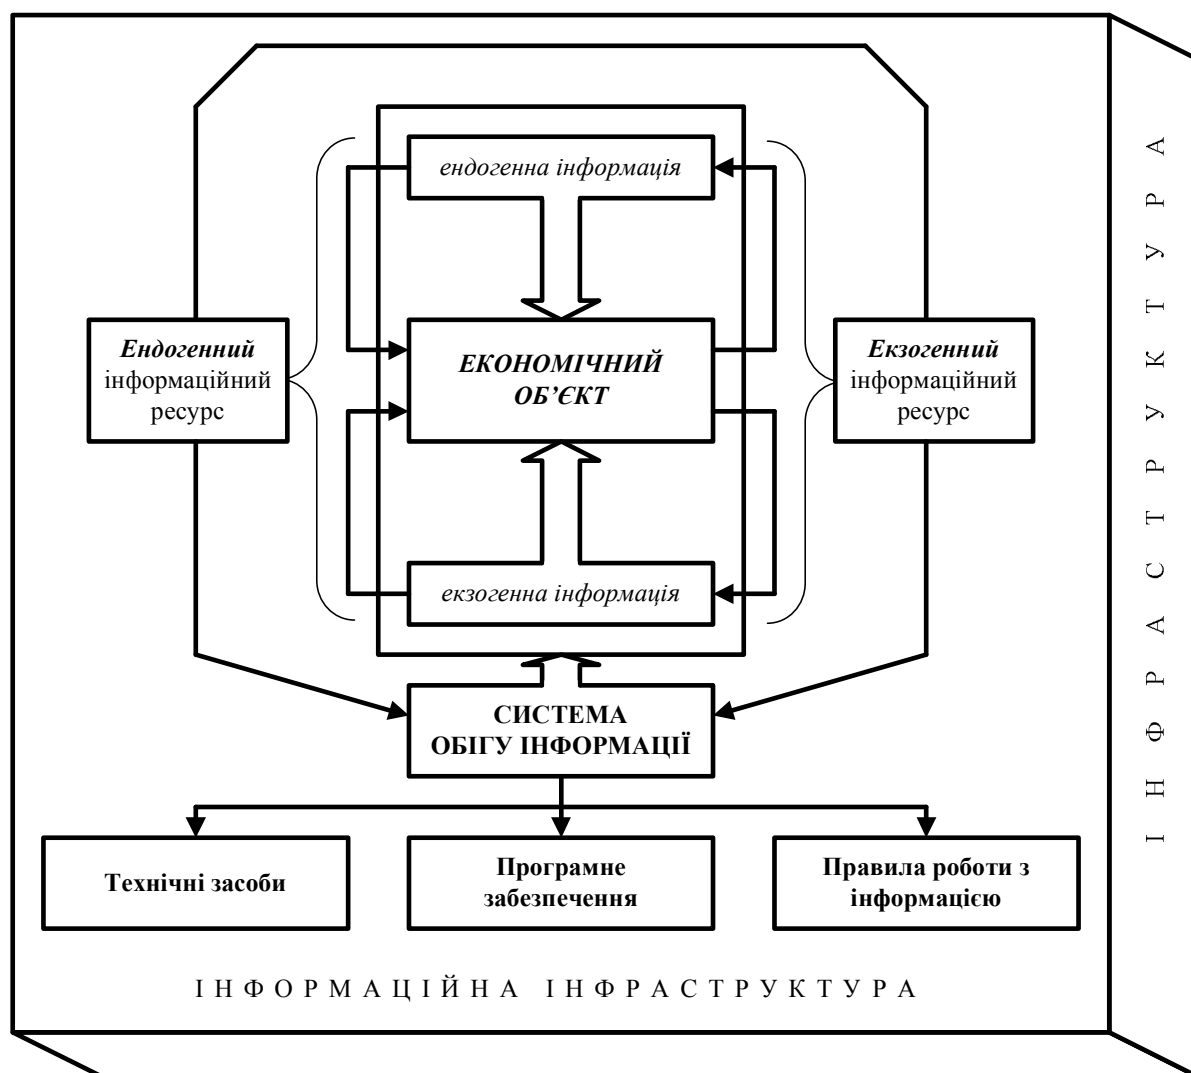 ендогенна інформація
Ендогенний
інформаційний
ресурс
ЕКОНОМІЧНИЙ
ОБ’ЄКТ
Екзогенний
інформаційний
ресурс
екзогенна інформація
СИСТЕМА
ОБІГУ ІНФОРМАЦІЇ
Технічні засоби
Програмне
забезпечення
Правила роботи з
інформацією
ІНФОРМАЦІЙНА ІНФРАСТРУКТУРА
ІНФРАСТРУКТУРА